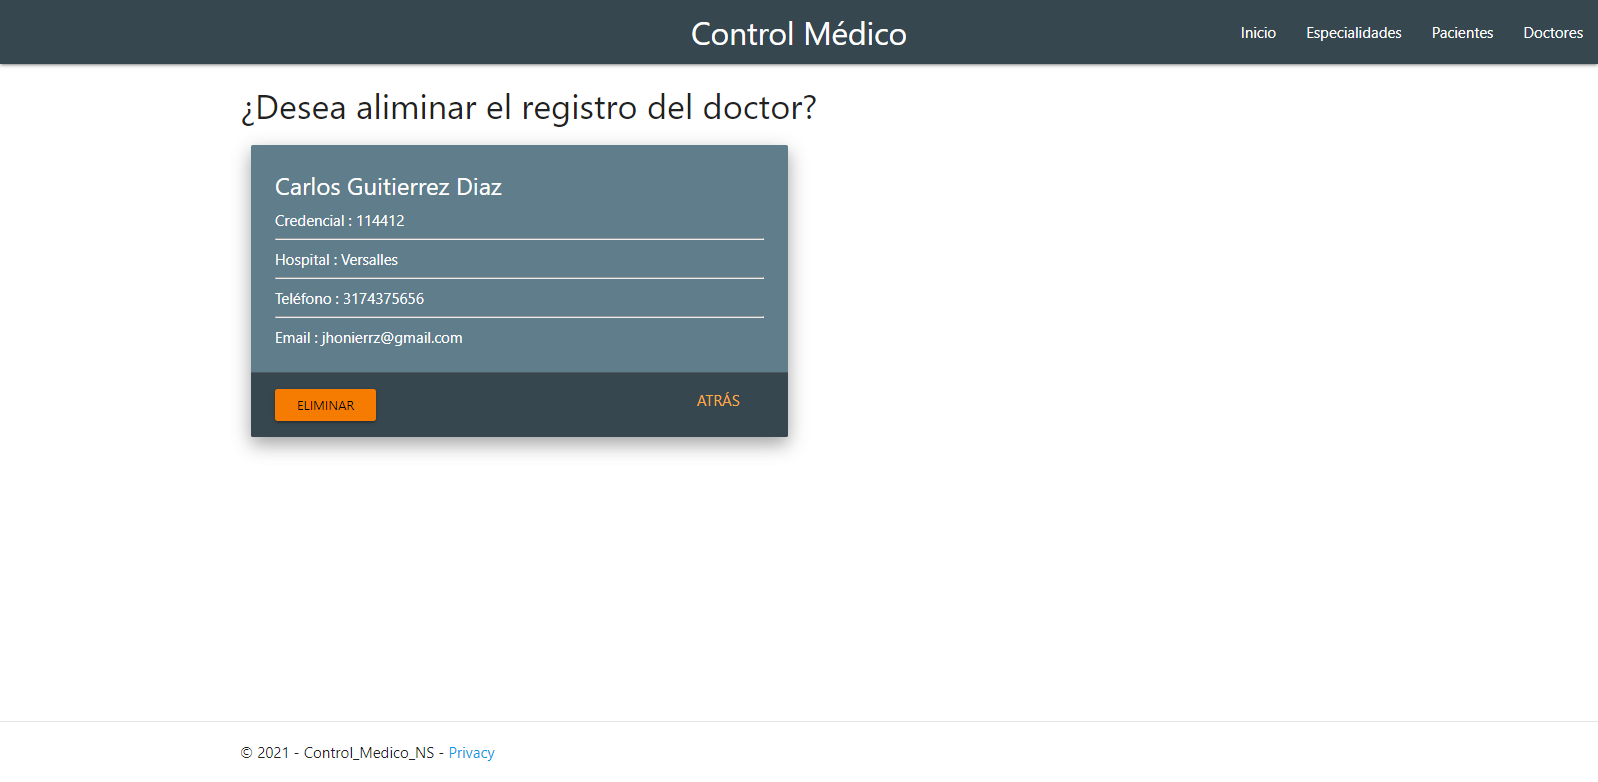 Control Médico
Inicio Especialidades Pacientes Doctores
¿Desea aliminar el registro del doctor?
Carlos Guitierrez Diaz
Credencial : 114412
Hospital : Versalles
Teléfono : 3174375656
Email : jhonierrz@gmail.com
ELIMINAR ATRÁS
© 2021 - Control_Medico_NS - Privacy